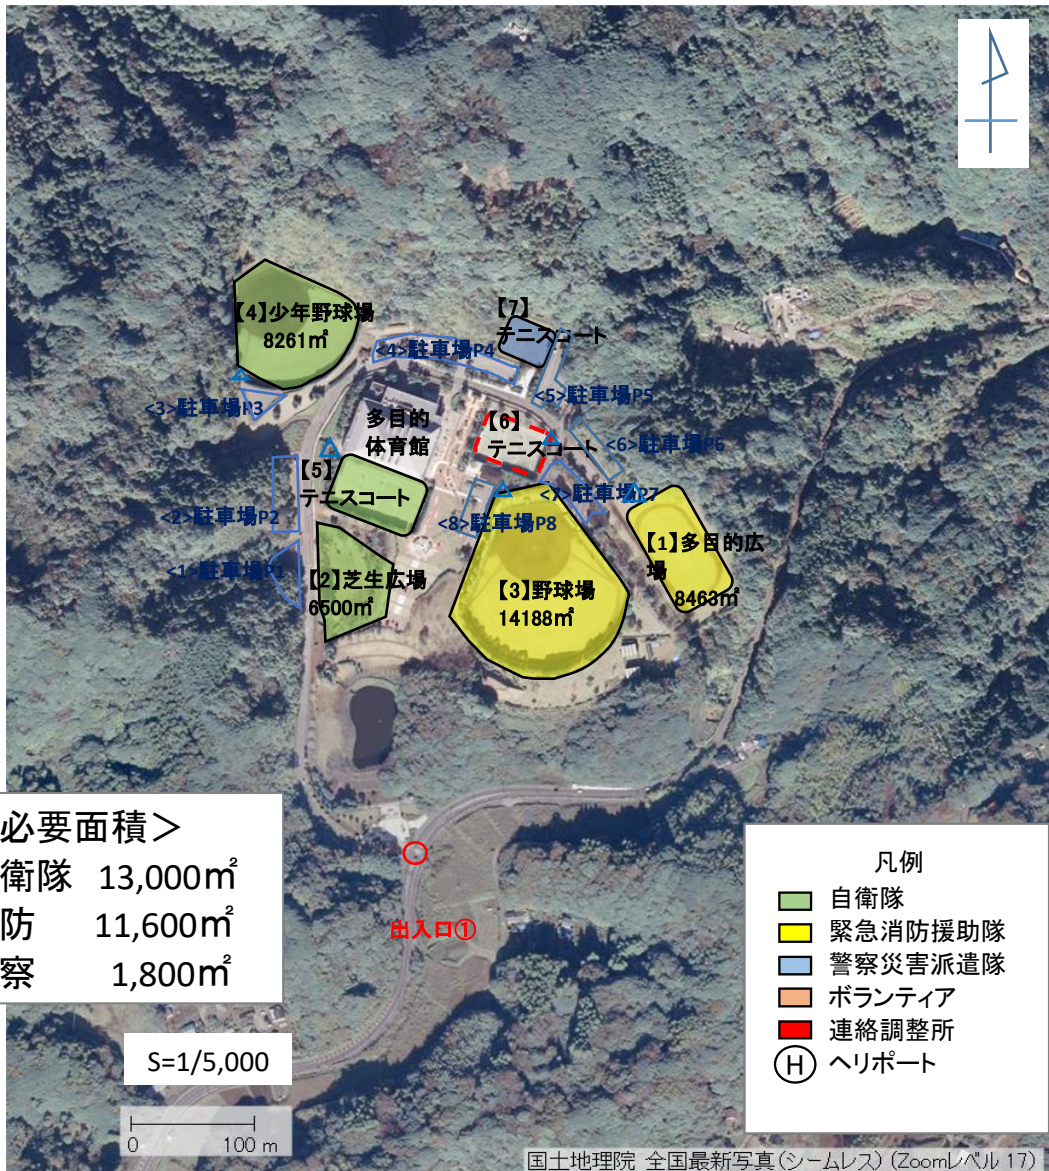 【4】少年野球場
8261㎡
【7】
テニスコート
<4>駐車場P4
<5>駐車場P5
<3>駐車場P3
多目的
体育館
【6】
テニスコート
<6>駐車場P6
【5】
テニスコート
<7>駐車場P7
<2>駐車場P2
<8>駐車場P8
【1】多目的広
場
8463㎡
<1>駐車場P1
【2】芝生広場
6500㎡
【3】野球場
14188㎡
必要面積＞
衛隊 13,000㎡
防 11,600㎡
察 1,800㎡
出入口①
凡例
自衛隊
緊急消防援助隊
警察災害派遣隊
ボランティア
連絡調整所
H ヘリポート
S=1/5,000
0 100 m
国土地理院 全国最新写真(シームレス) (Zoomレベル 17)